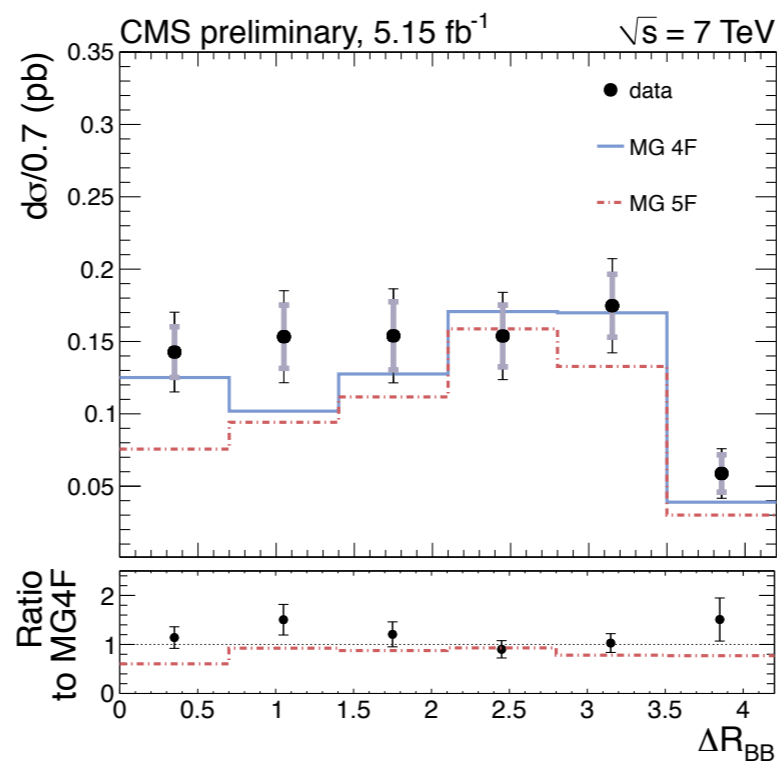 CMS preliminary, 5.15 fb⁻¹ √s = 7 TeV
dσ/0.7 (pb)
0.35
0.3
0.25
0.2
0.15
0.1
0.05
data
MG 4F
MG 5F
Ratio
to MG4F
2
1
0
0 0.5 1 1.5 2 2.5 3 3.5 4
ΔR_BB